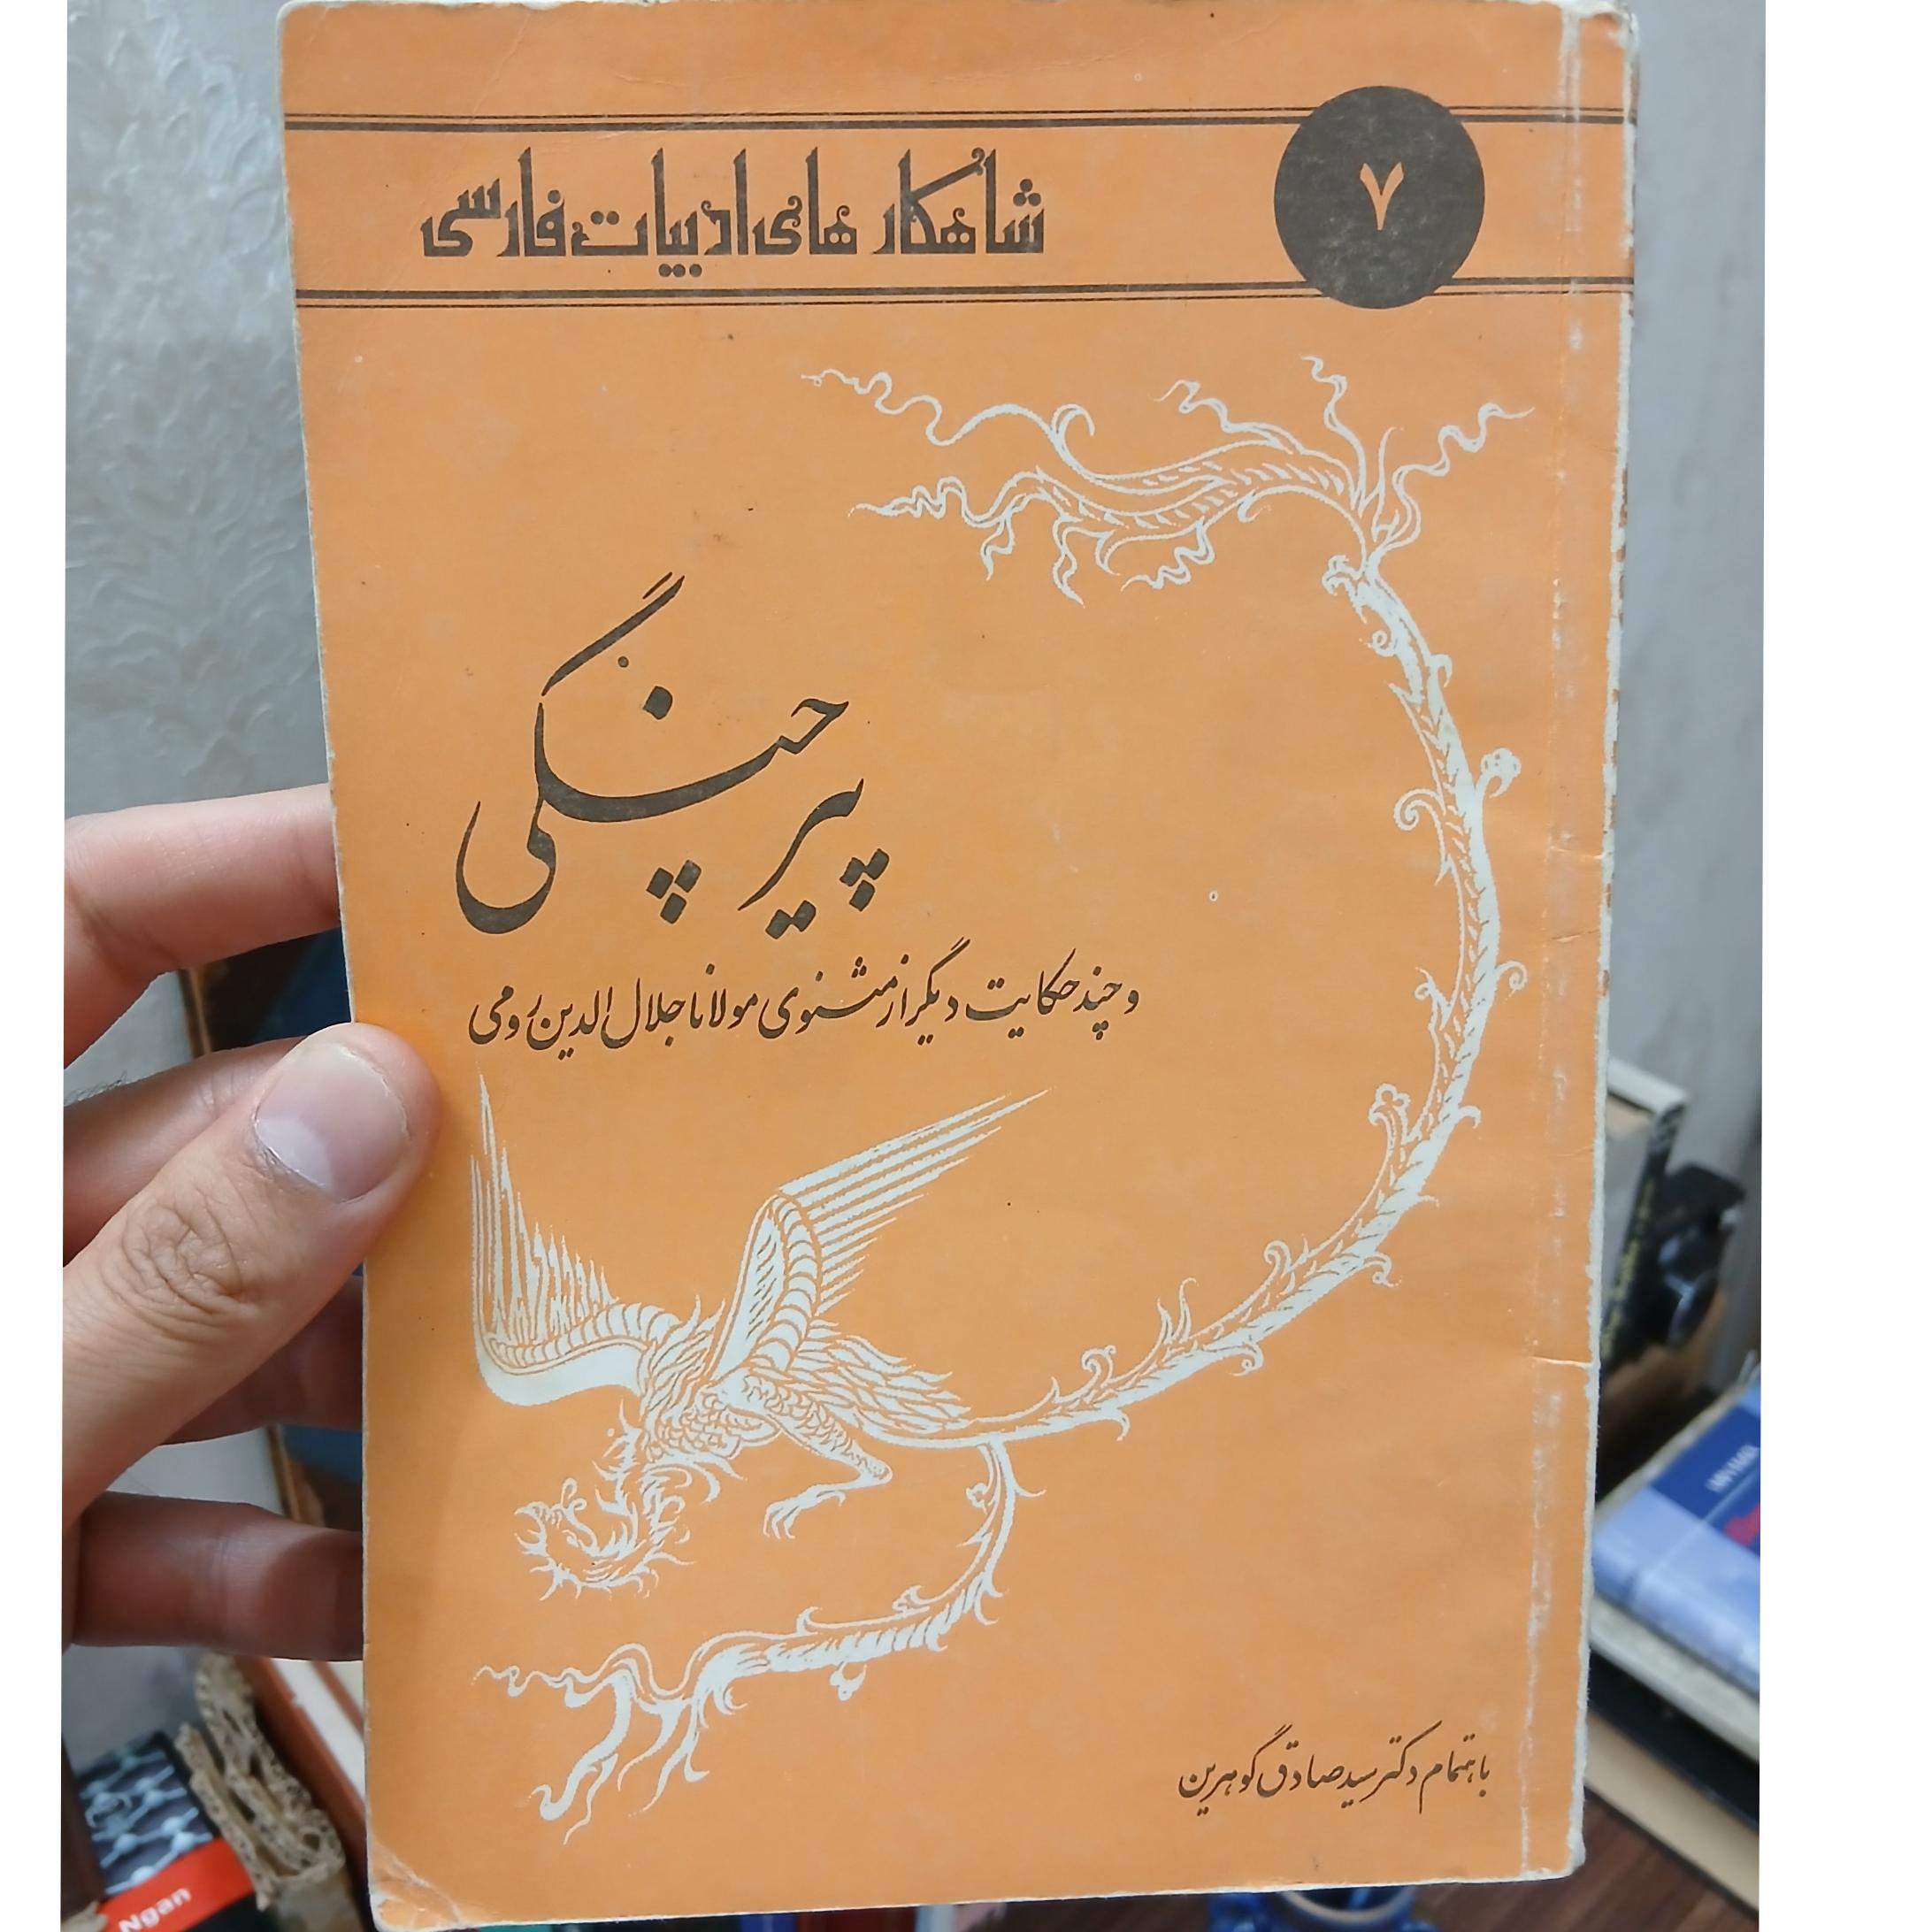 ۷
شاهکارهای ادبیات فارسی
پیر چنگی
و چند حکایت دیگر از مثنوی مولانا جلال الدین رومی
باهتمام دکتر سید صادق گوهرین
Ngan